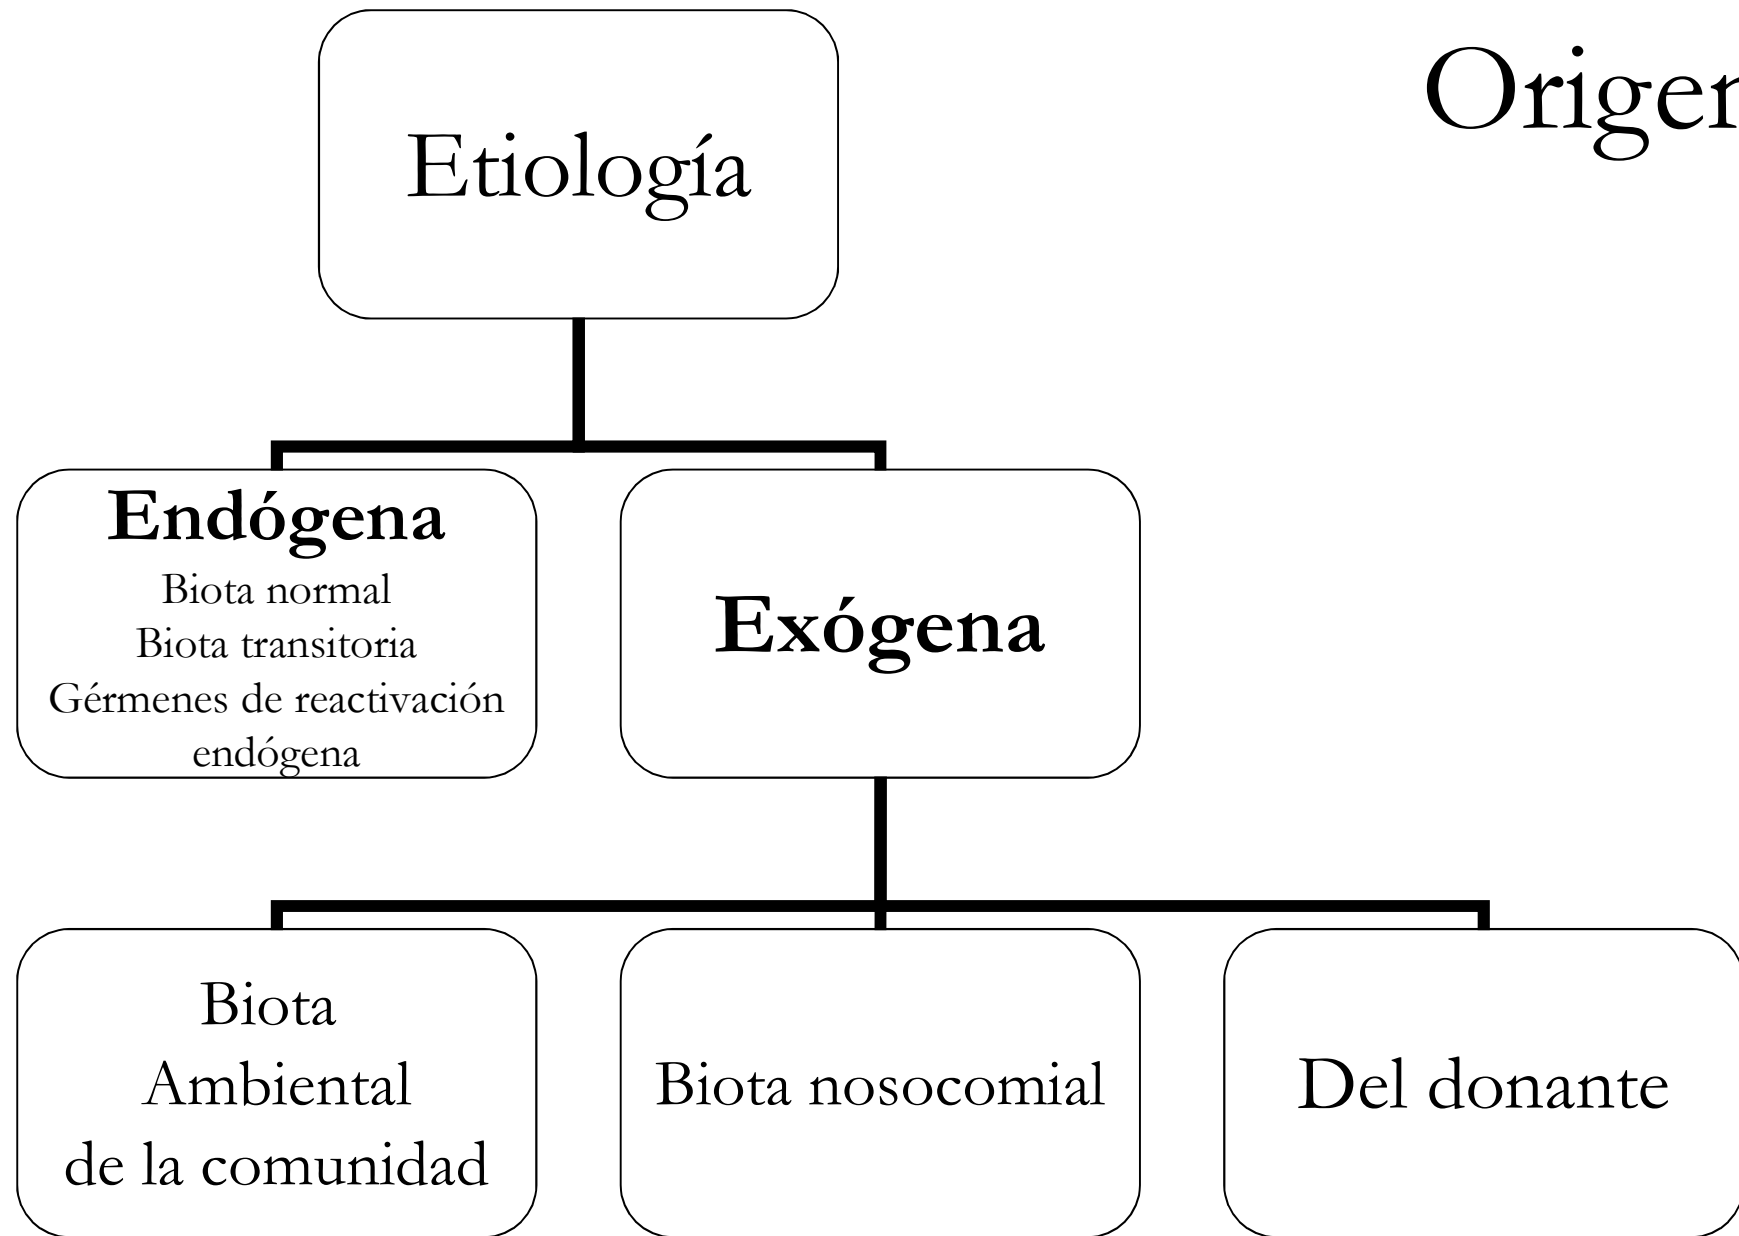 Origen
Etiología
Endógena
Biota normal
Biota transitoria
Gérmenes de reactivación
endógena
Exógena
Biota
Ambiental
de la comunidad
Biota nosocomial
Del donante